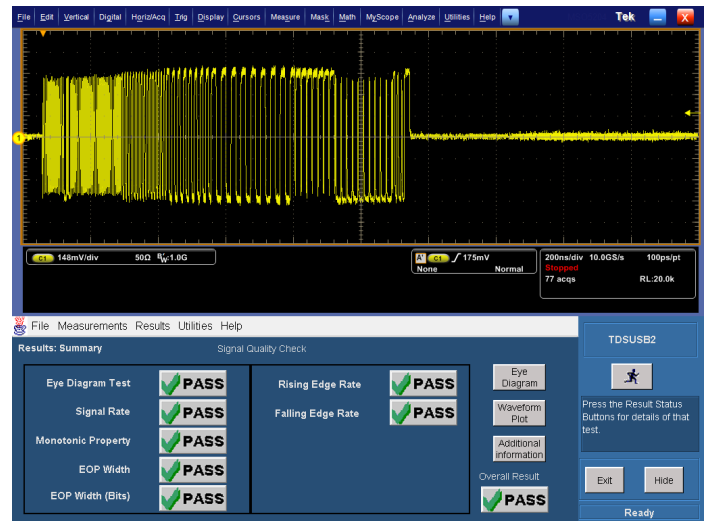 File Edit Vertical Digital Horiz/Acq Trig Display Cursors Measure Mask Math MyScope Analyze Utilities Help Tek X
1
C1 148mV/div 50Ω BW:1.0G
A' C1 175mV
None Normal
200ns/div 10.0GS/s 100ps/pt
Stopped
77 acqs RL:20.0k
File Measurements Results Utilities Help
Results: Summary Signal Quality Check
Eye Diagram Test PASS
Signal Rate PASS
Monotonic Property PASS
EOP Width PASS
EOP Width (Bits) PASS
Rising Edge Rate PASS
Falling Edge Rate PASS
Eye
Diagram
Waveform
Plot
Additional
information
Overall Result
PASS
TDSUSB2
Press the Result Status
Buttons for details of that
test.
Exit Hide
Ready